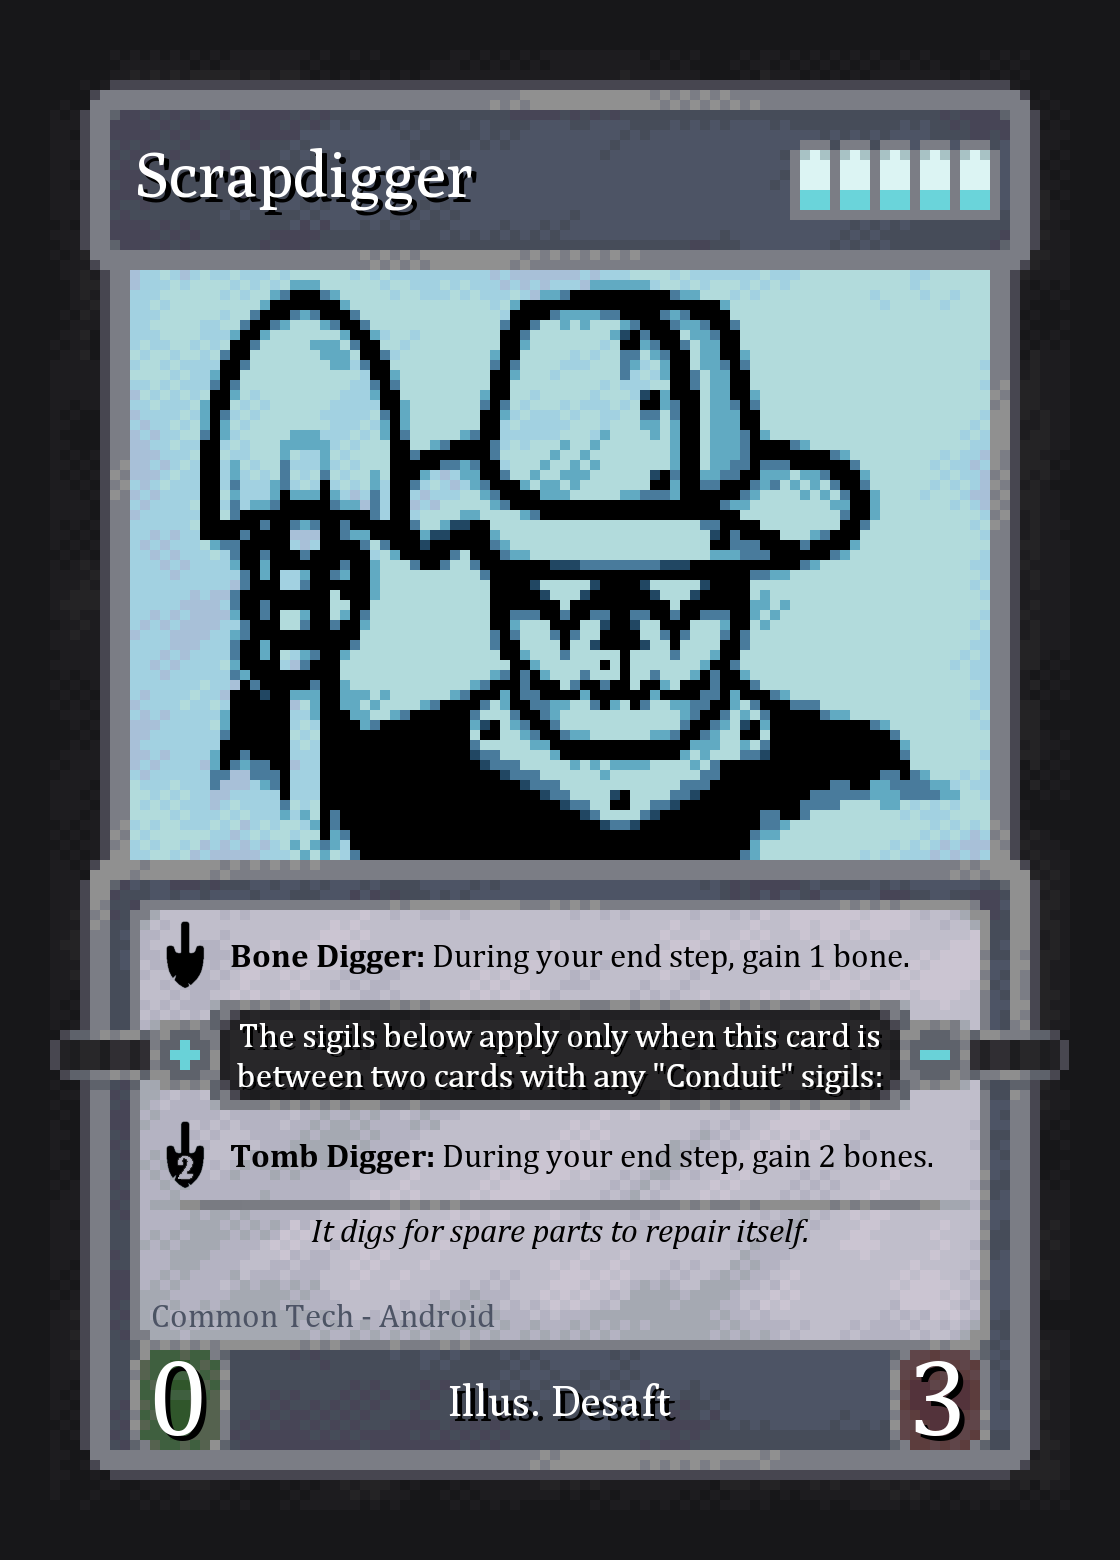 Scrapdigger
Bone Digger: During your end step, gain 1 bone.
The sigils below apply only when this card is
between two cards with any "Conduit" sigils:
2
Tomb Digger: During your end step, gain 2 bones.
It digs for spare parts to repair itself.
Common Tech - Android
0
Illus. Desaft
3